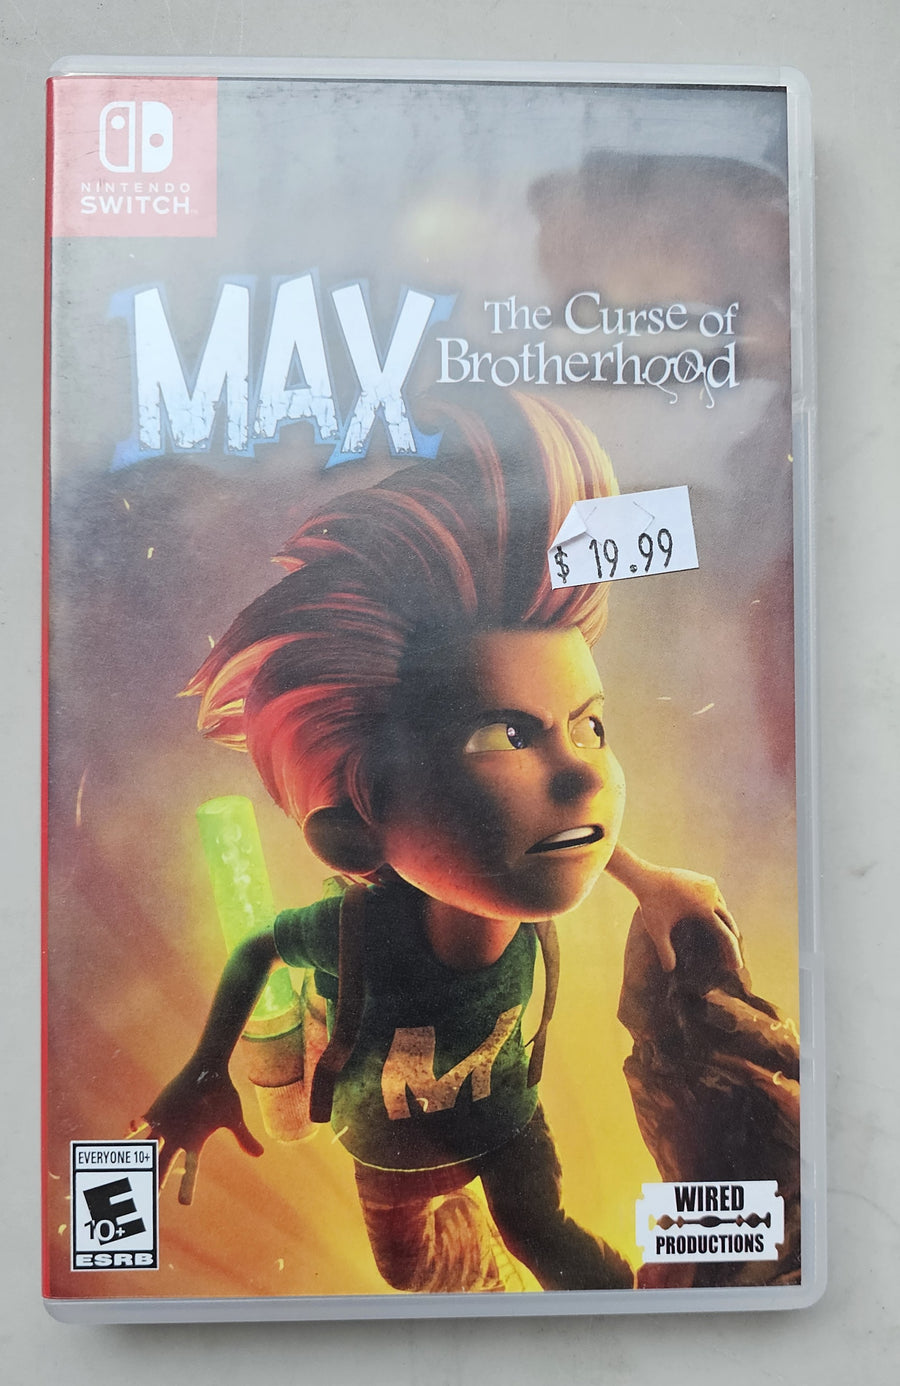 NINTENDO
SWITCH
MAX
The Curse of
Brotherhood
$ 19.99
M
EVERYONE 10+
E
10+
ESRB
WIRED
PRODUCTIONS